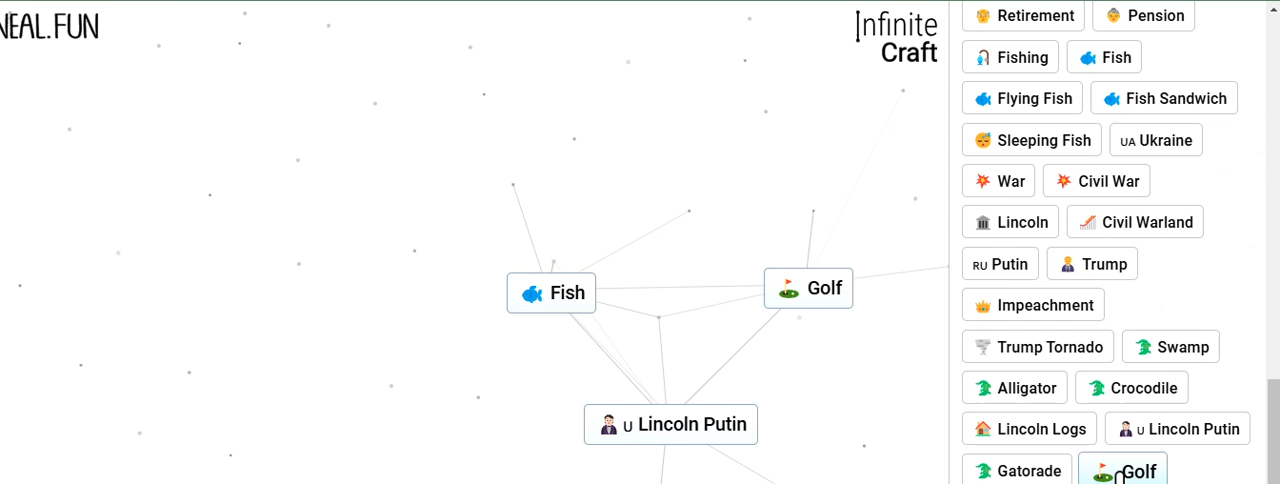 NEAL.FUN
Infinite
Craft
Retirement
Pension
Fishing
Fish
Flying Fish
Fish Sandwich
Sleeping Fish
UA Ukraine
War
Civil War
Lincoln
Civil Warland
RU Putin
Trump
Impeachment
Trump Tornado
Swamp
Alligator
Crocodile
Lincoln Logs
U Lincoln Putin
Gatorade
Golf
Fish
Golf
U Lincoln Putin